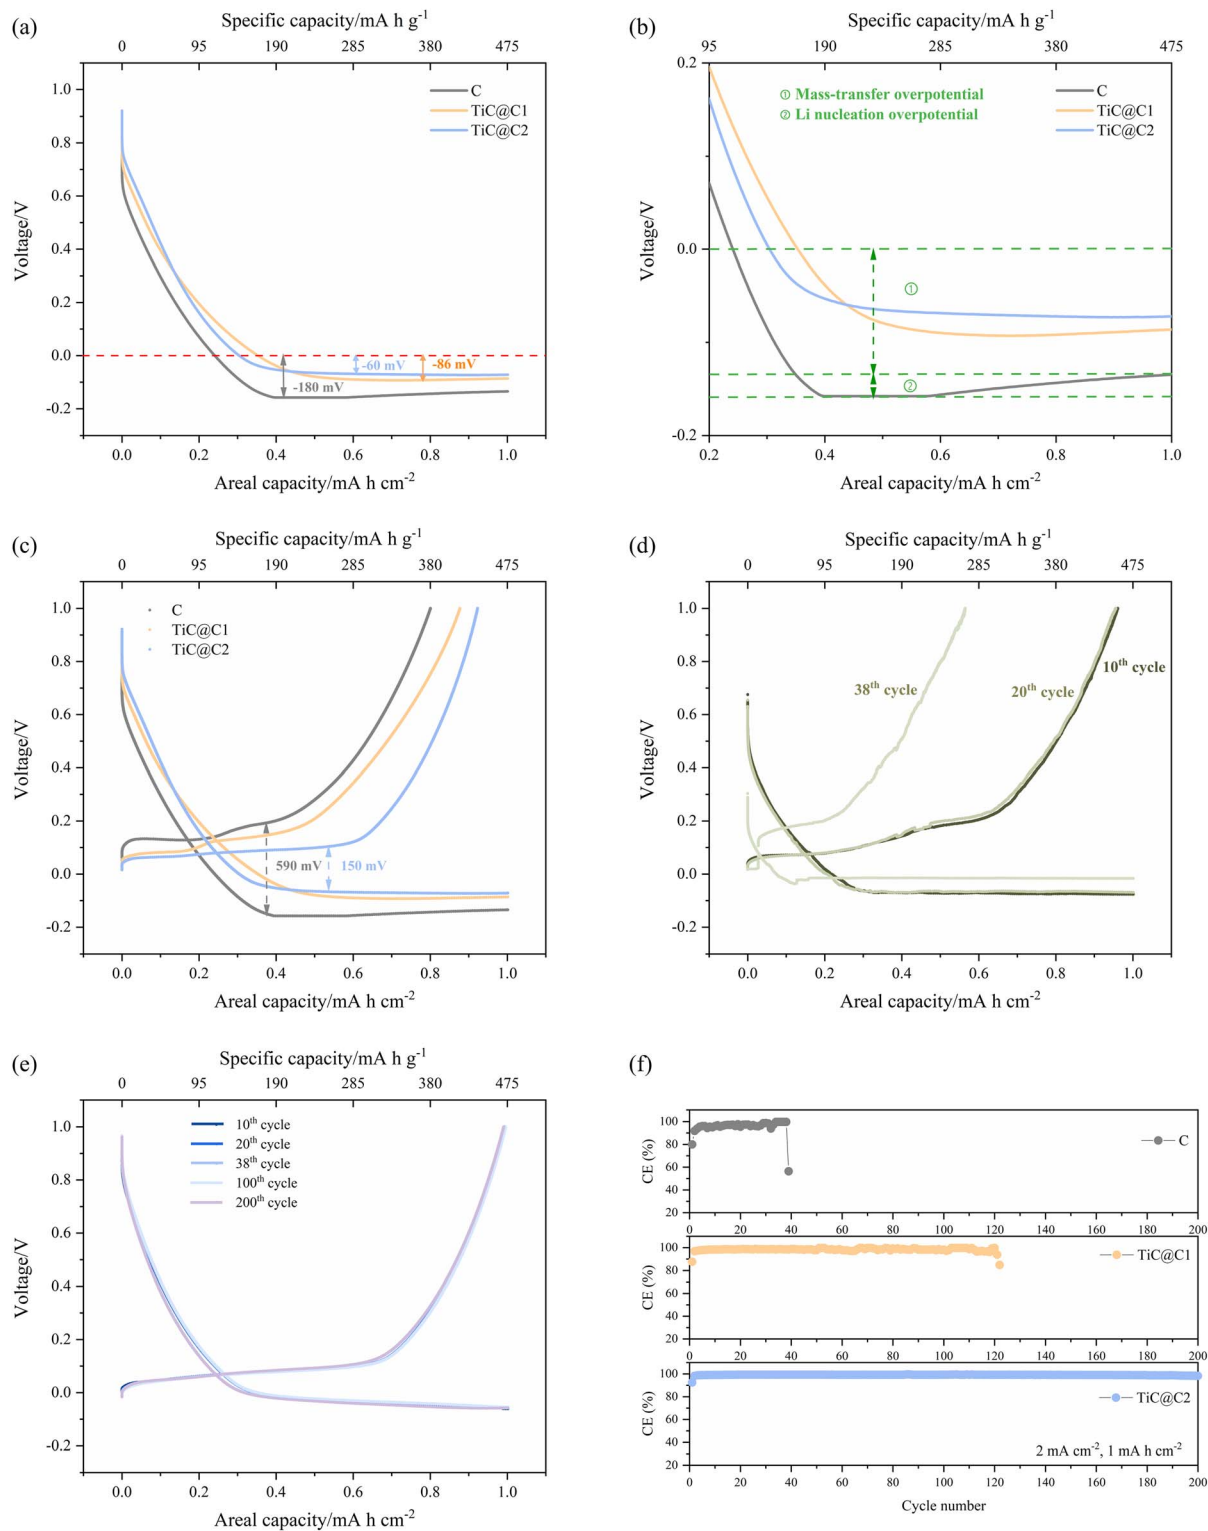 (a)
Specific capacity/mA h g-1
0 95 190 285 380 475
C
TiC@C1
TiC@C2
Voltage/V
1.0
0.8
0.6
0.4
0.2
0.0
-0.2
-180 mV
-60 mV
-86 mV
0.0 0.2 0.4 0.6 0.8 1.0
Areal capacity/mA h cm-2
(b)
Specific capacity/mA h g-1
95 190 285 380 475
① Mass-transfer overpotential
② Li nucleation overpotential
C
TiC@C1
TiC@C2
Voltage/V
0.2
0.0
-0.2
①
②
0.2 0.4 0.6 0.8 1.0
Areal capacity/mA h cm-2
(c)
Specific capacity/mA h g-1
0 95 190 285 380 475
C
TiC@C1
TiC@C2
Voltage/V
1.0
0.8
0.6
0.4
0.2
0.0
-0.2
590 mV
150 mV
0.0 0.2 0.4 0.6 0.8 1.0
Areal capacity/mA h cm-2
(d)
Specific capacity/mA h g-1
0 95 190 285 380 475
Voltage/V
1.0
0.8
0.6
0.4
0.2
0.0
-0.2
38th cycle
20th cycle
10th cycle
0.0 0.2 0.4 0.6 0.8 1.0
Areal capacity/mA h cm-2
(e)
Specific capacity/mA h g-1
0 95 190 285 380 475
10th cycle
20th cycle
38th cycle
100th cycle
200th cycle
Voltage/V
1.0
0.8
0.6
0.4
0.2
0.0
-0.2
0.0 0.2 0.4 0.6 0.8 1.0
Areal capacity/mA h cm-2
(f)
CE (%)
100
80
60
40
20
C
0 20 40 60 80 100 120 140 160 180 200
CE (%)
100
80
60
40
20
TiC@C1
0 20 40 60 80 100 120 140 160 180 200
CE (%)
100
80
60
40
20
TiC@C2
2 mA cm-2, 1 mA h cm-2
0 20 40 60 80 100 120 140 160 180 200
Cycle number